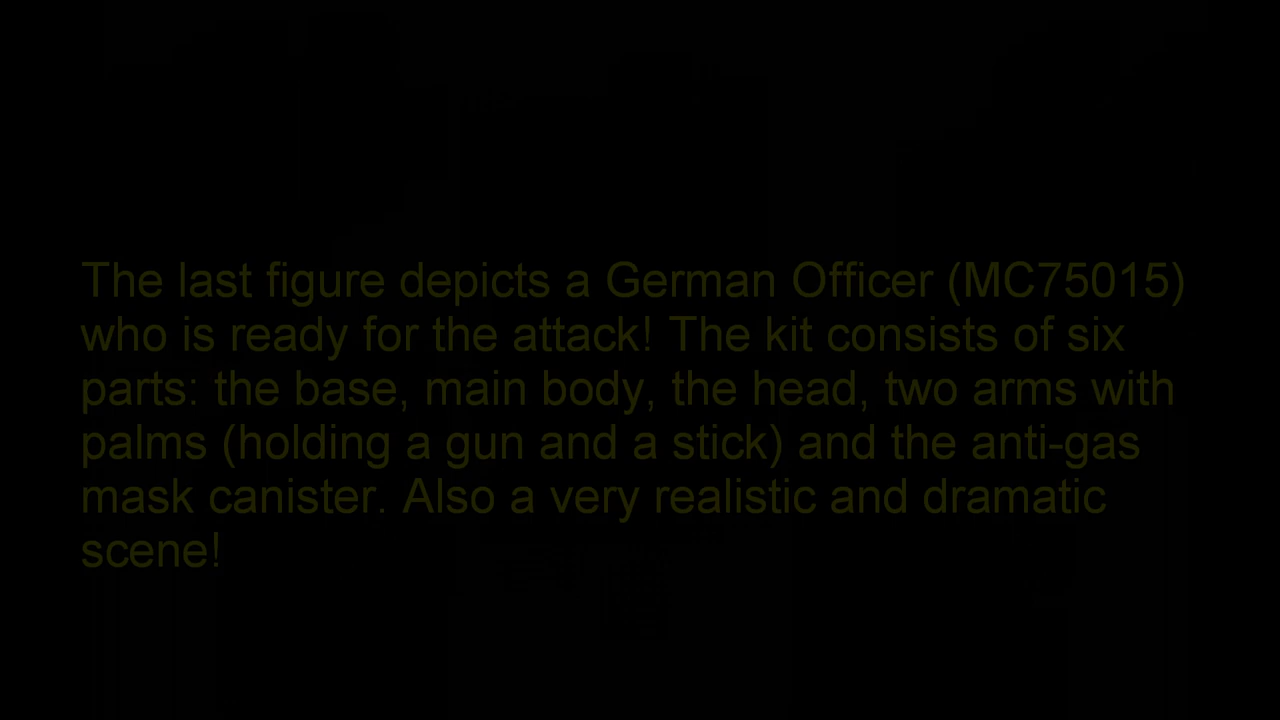 The last figure depicts a German Officer (MC75015)
who is ready for the attack! The kit consists of six
parts: the base, main body, the head, two arms with
palms (holding a gun and a stick) and the anti-gas
mask canister. Also a very realistic and dramatic
scene!